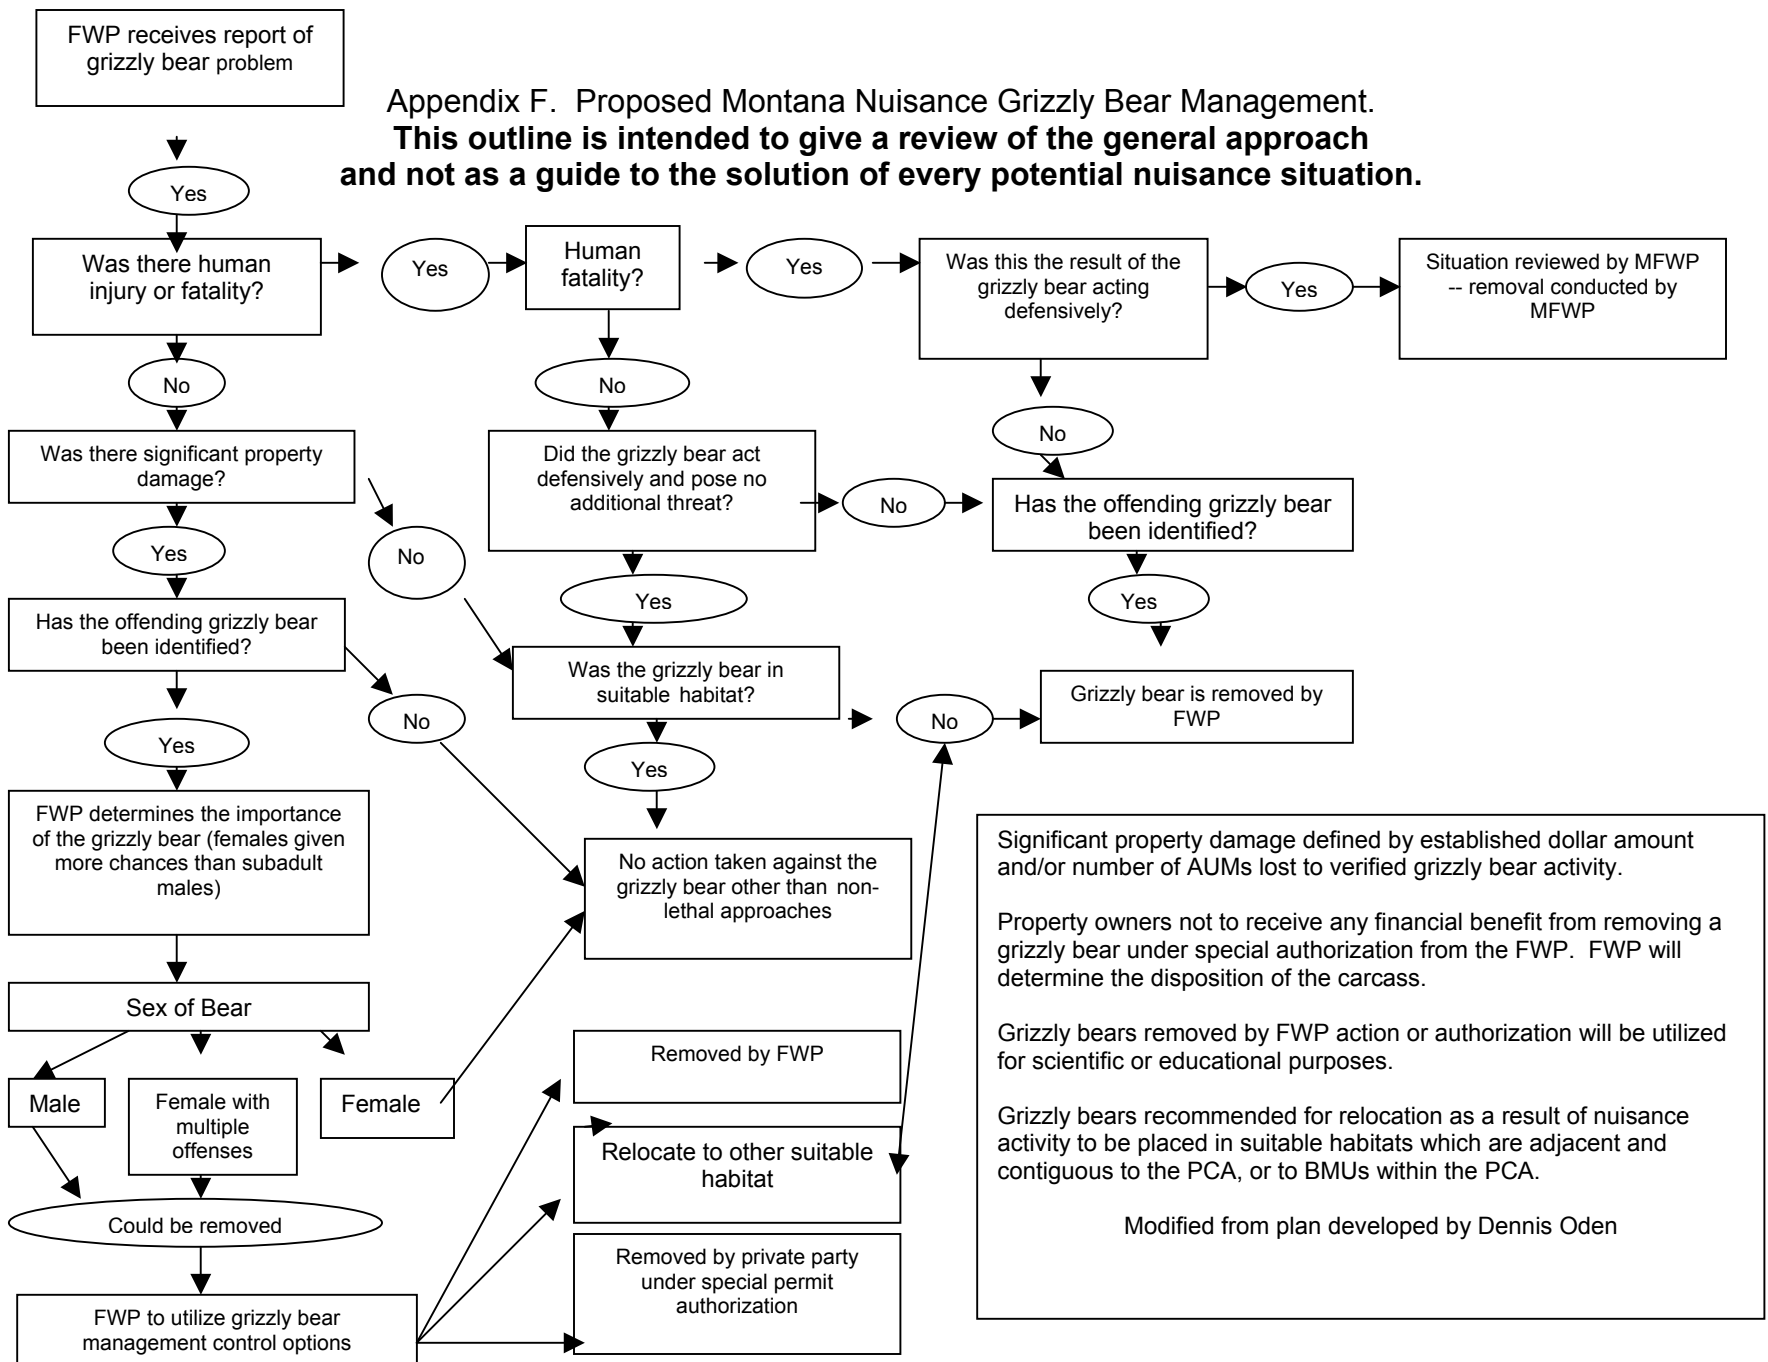 FWP receives report of
grizzly bear problem
Appendix F. Proposed Montana Nuisance Grizzly Bear Management.
This outline is intended to give a review of the general approach
and not as a guide to the solution of every potential nuisance situation.
Yes
Was there human
injury or fatality?
Yes
Human
fatality?
Yes
Was this the result of the
grizzly bear acting
defensively?
Yes
Situation reviewed by MFWP
-- removal conducted by
MFWP
No
No
No
Was there significant property
damage?
Did the grizzly bear act
defensively and pose no
additional threat?
No
Has the offending grizzly bear
been identified?
Yes
No
Yes
Yes
Has the offending grizzly bear
been identified?
Was the grizzly bear in
suitable habitat?
No
Grizzly bear is removed by
FWP
No
Yes
Yes
FWP determines the importance
of the grizzly bear (females given
more chances than subadult
males)
No action taken against the
grizzly bear other than non-
lethal approaches
Sex of Bear
Male
Female with
multiple
offenses
Female
Could be removed
FWP to utilize grizzly bear
management control options
Removed by FWP
Relocate to other suitable
habitat
Removed by private party
under special permit
authorization
Significant property damage defined by established dollar amount
and/or number of AUMs lost to verified grizzly bear activity.
Property owners not to receive any financial benefit from removing a
grizzly bear under special authorization from the FWP. FWP will
determine the disposition of the carcass.
Grizzly bears removed by FWP action or authorization will be utilized
for scientific or educational purposes.
Grizzly bears recommended for relocation as a result of nuisance
activity to be placed in suitable habitats which are adjacent and
contiguous to the PCA, or to BMUs within the PCA.
Modified from plan developed by Dennis Oden